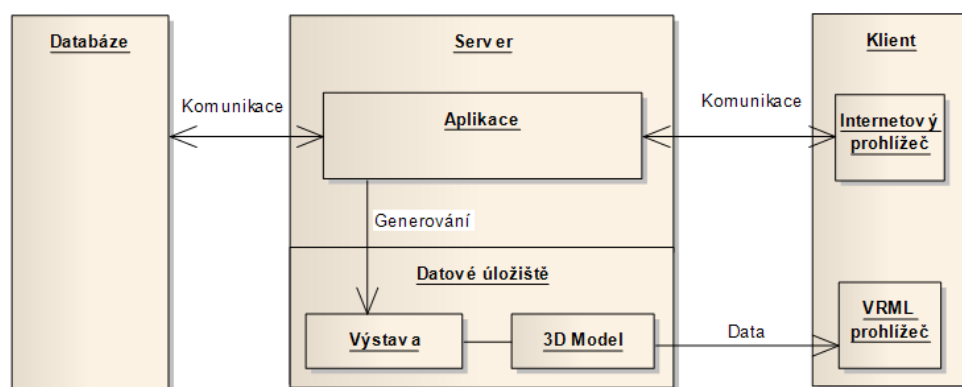 Databáze
Server
Klient
Komunikace
Aplikace
Komunikace
Internetový
prohlížeč
Generování
Datové úložiště
Výstava
3D Model
Data
VRML
prohlížeč